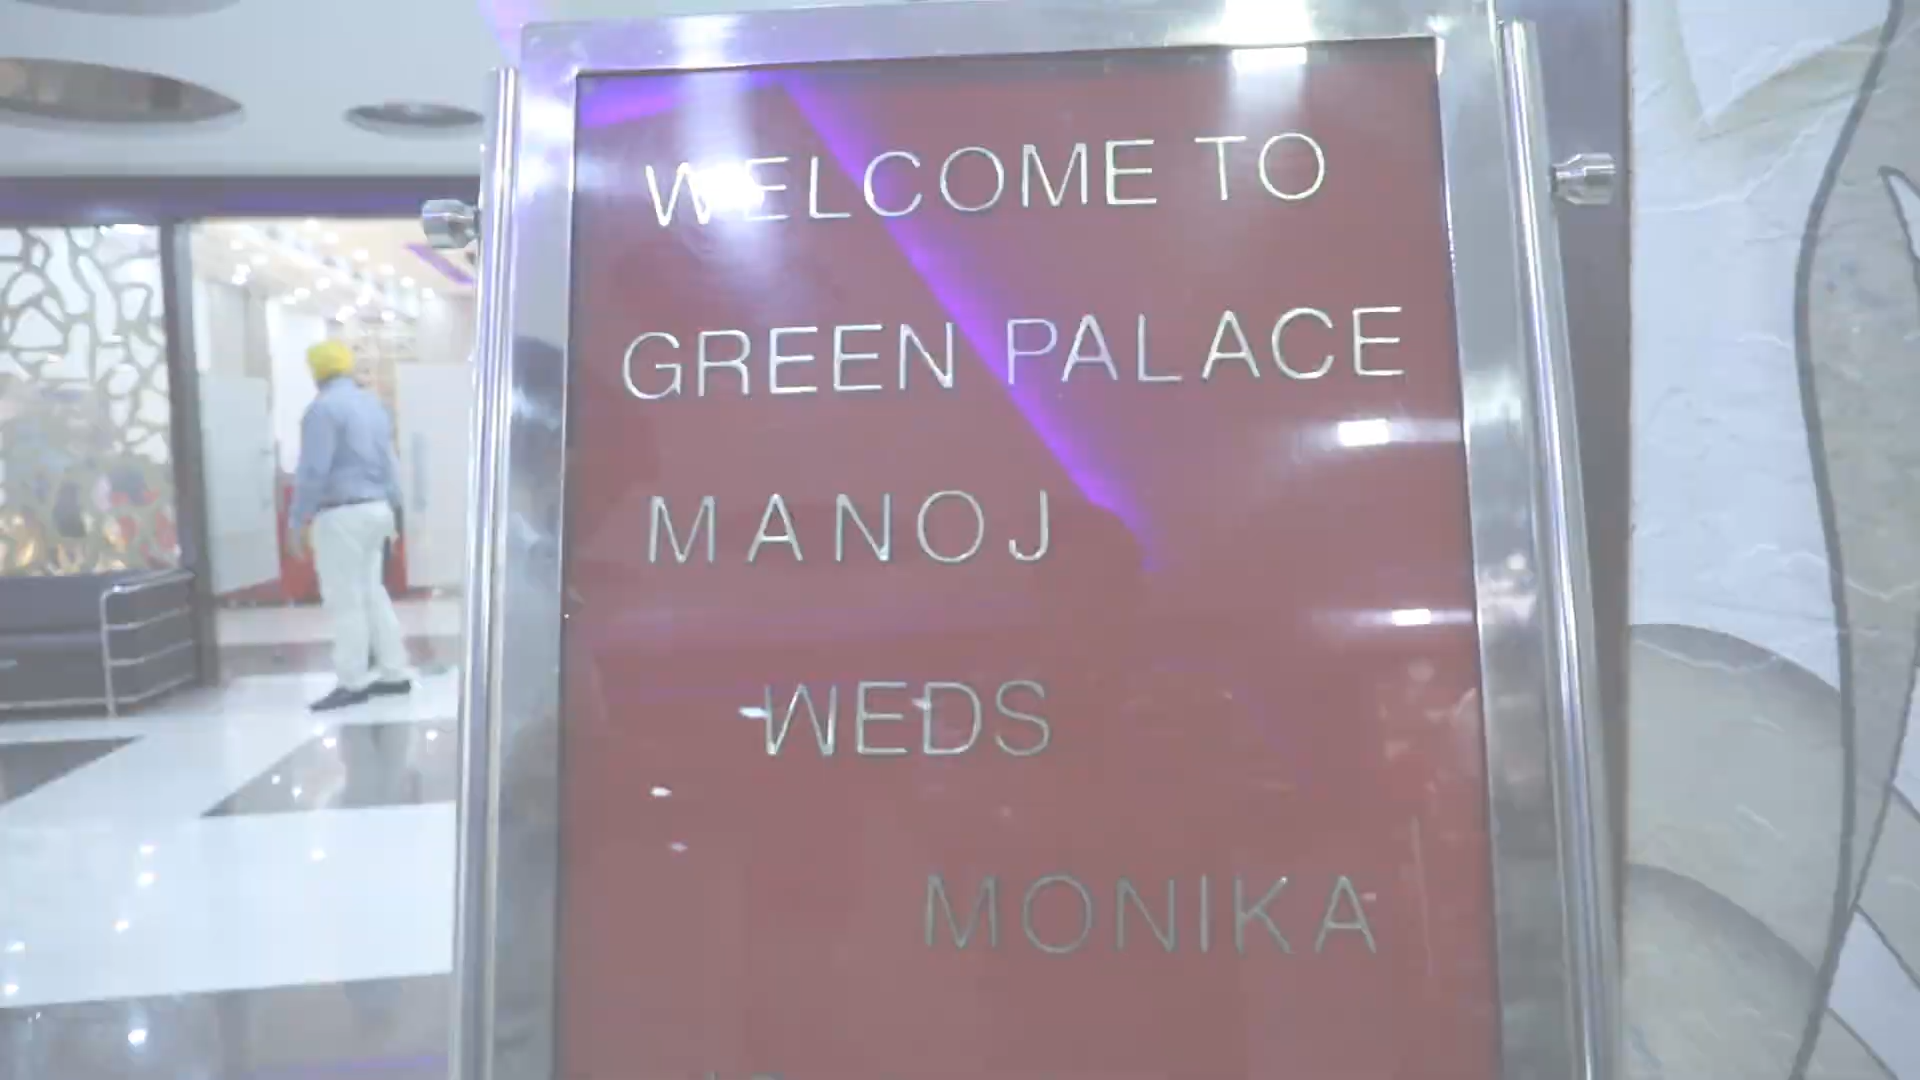 WELCOME TO
GREEN PALACE
MANOJ
WEDS
MONIKA